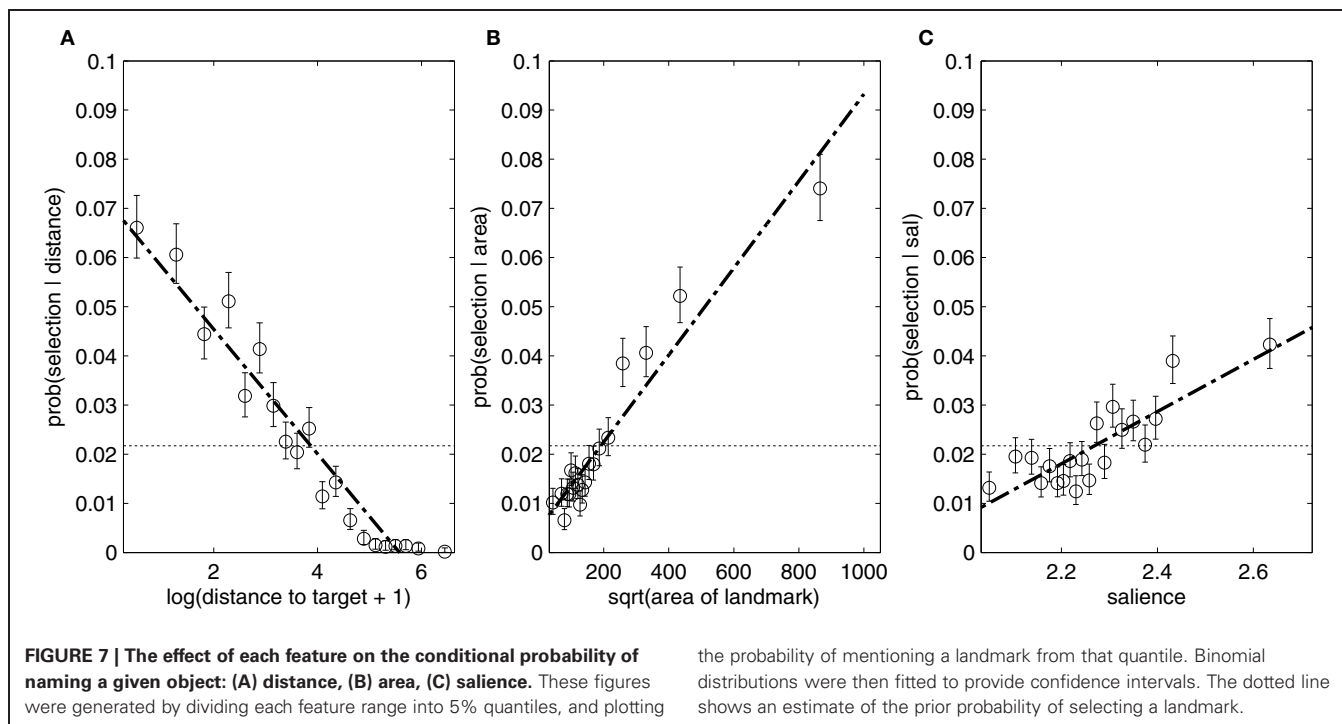 A
0.1
0.09
0.08
0.07
0.06
0.05
0.04
0.03
0.02
0.01
0
prob(selection | distance)
2 4 6
log(distance to target + 1)
B
0.1
0.09
0.08
0.07
0.06
0.05
0.04
0.03
0.02
0.01
0
prob(selection | area)
200 400 600 800 1000
sqrt(area of landmark)
C
0.1
0.09
0.08
0.07
0.06
0.05
0.04
0.03
0.02
0.01
0
prob(selection | sal)
2.2 2.4 2.6
salience
FIGURE 7 | The effect of each feature on the conditional probability of
naming a given object: (A) distance, (B) area, (C) salience. These figures
were generated by dividing each feature range into 5% quantiles, and plotting
the probability of mentioning a landmark from that quantile. Binomial
distributions were then fitted to provide confidence intervals. The dotted line
shows an estimate of the prior probability of selecting a landmark.